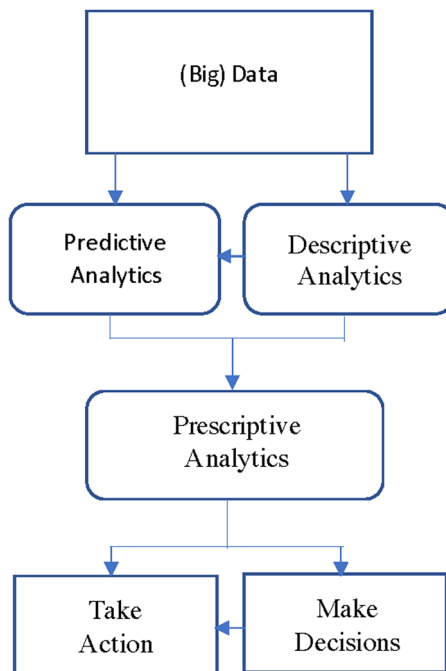 (Big) Data
Predictive
Analytics
Descriptive
Analytics
Prescriptive
Analytics
Take
Action
Make
Decisions